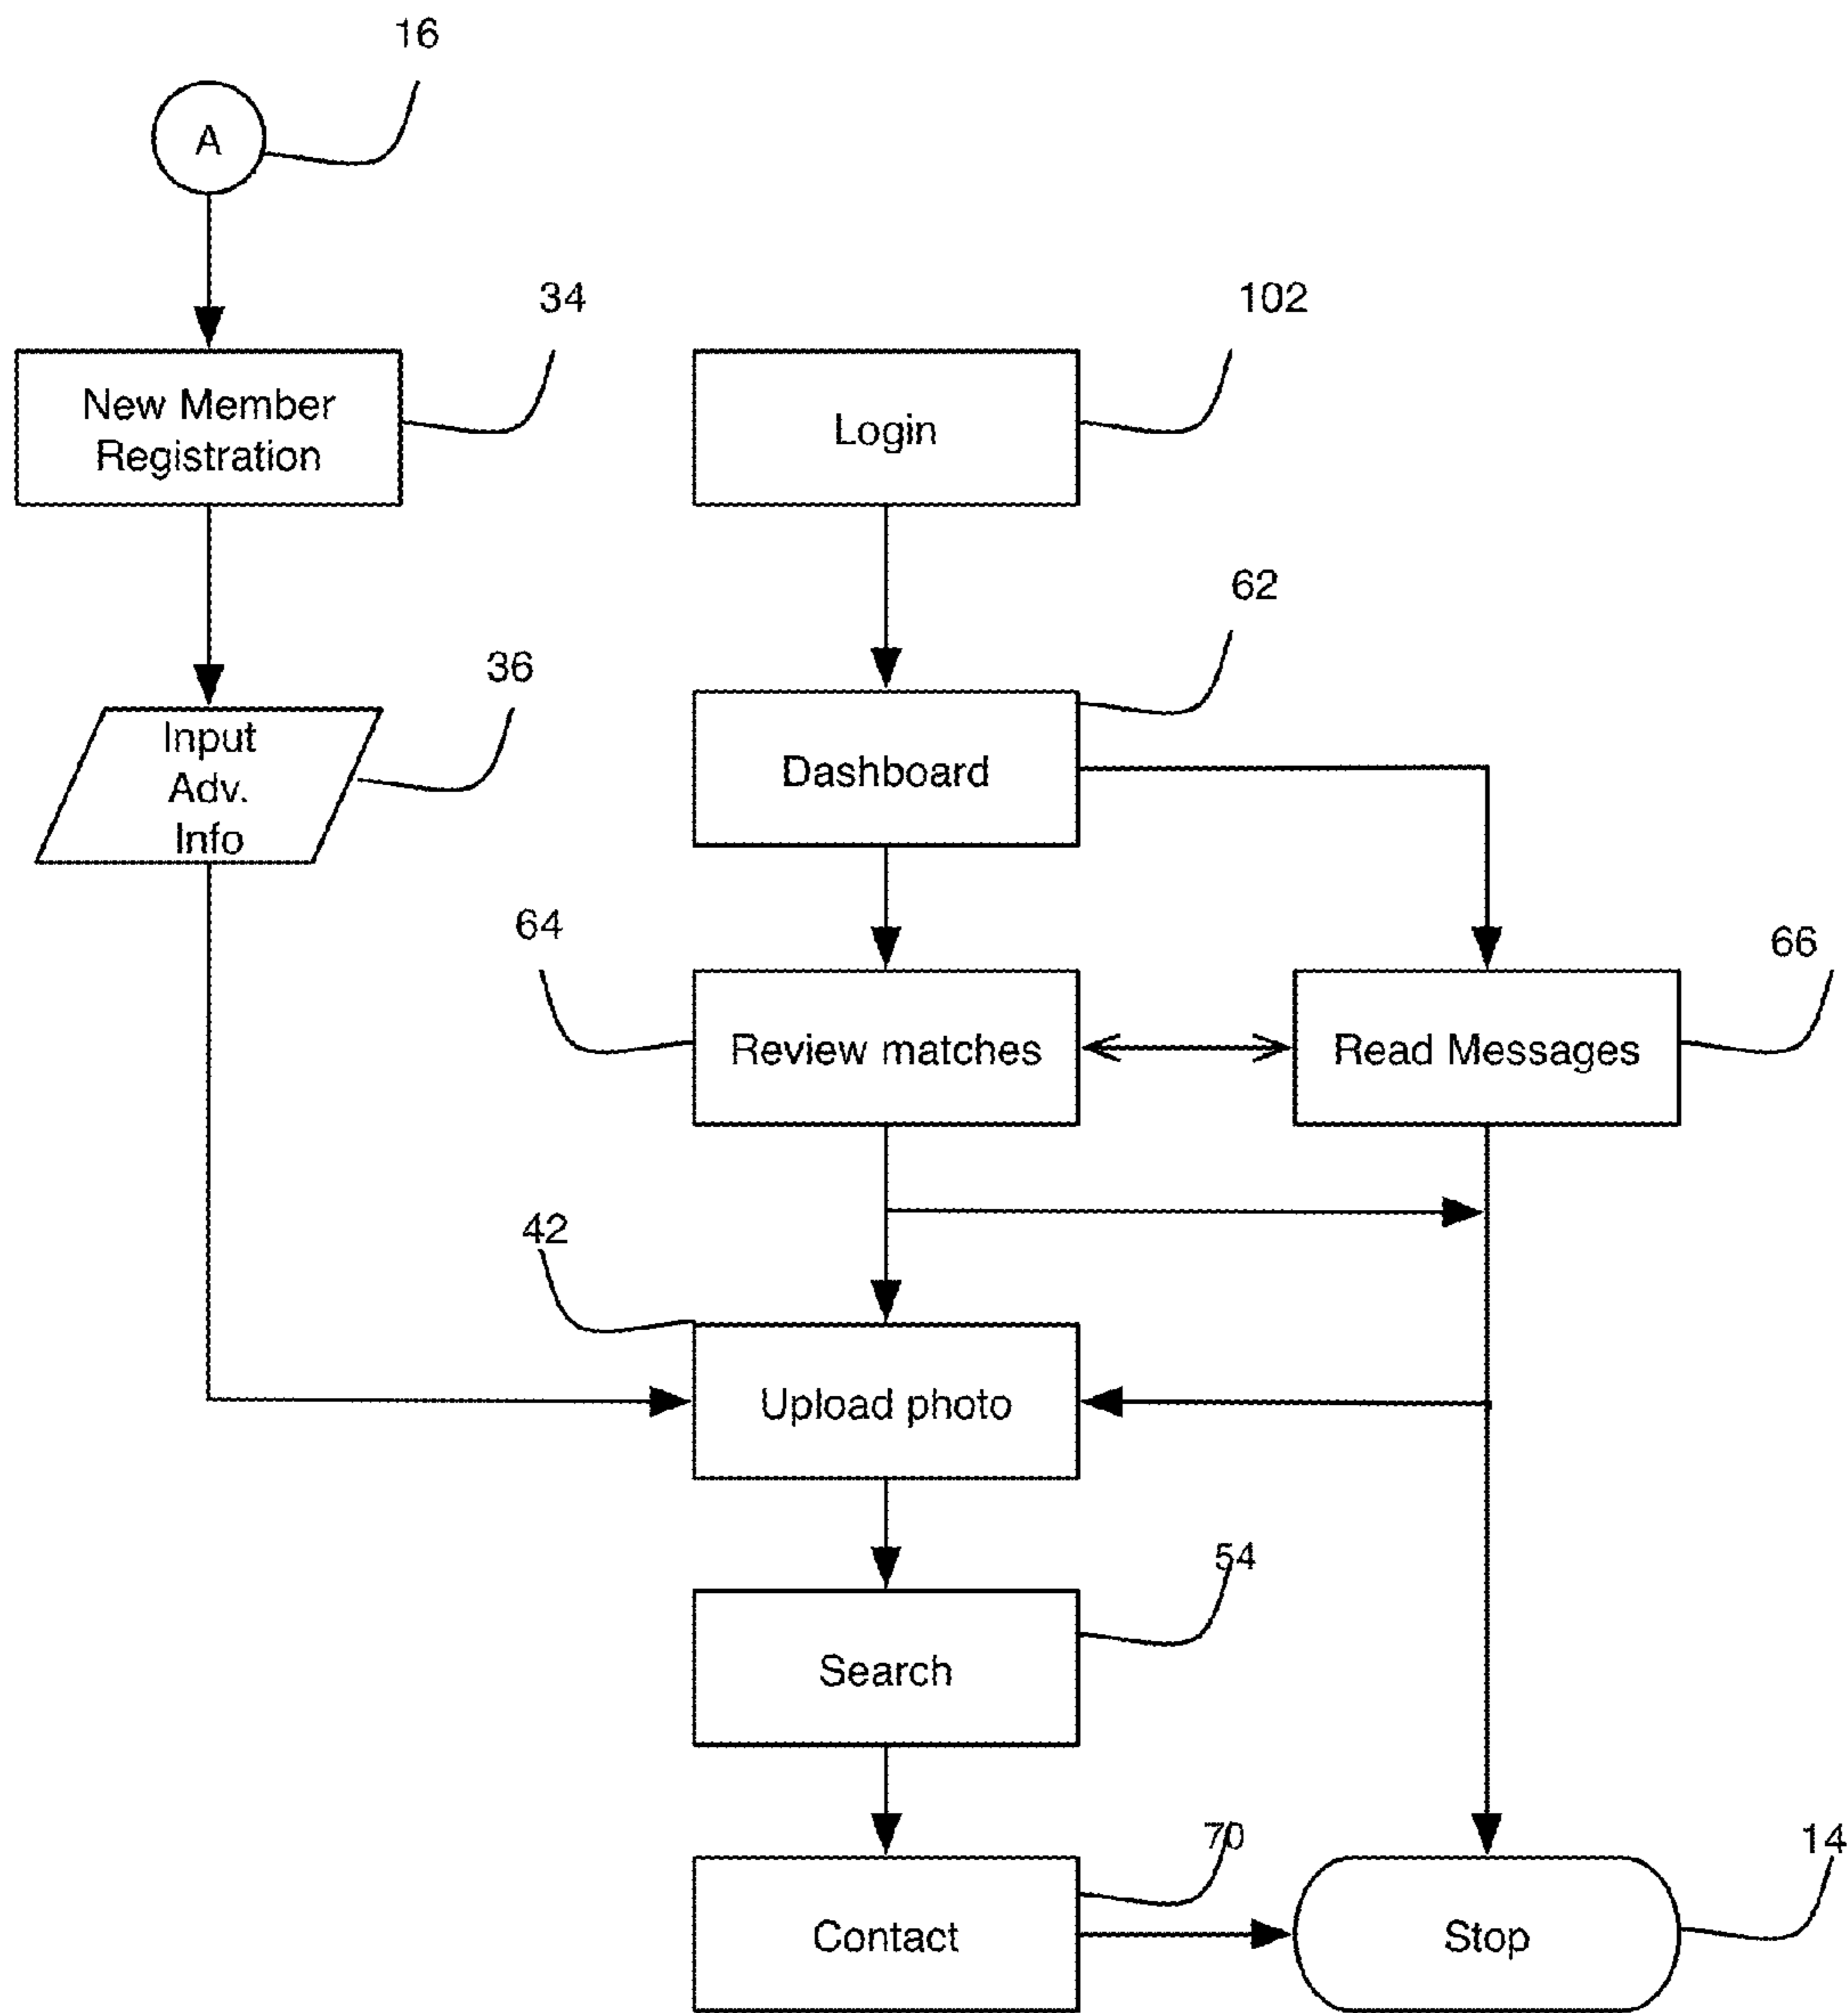 16
A
34
102
New Member
Registration
Login
62
36
Input
Adv.
Info
Dashboard
64
66
Review matches
Read Messages
42
Upload photo
54
Search
70
14
Contact
Stop